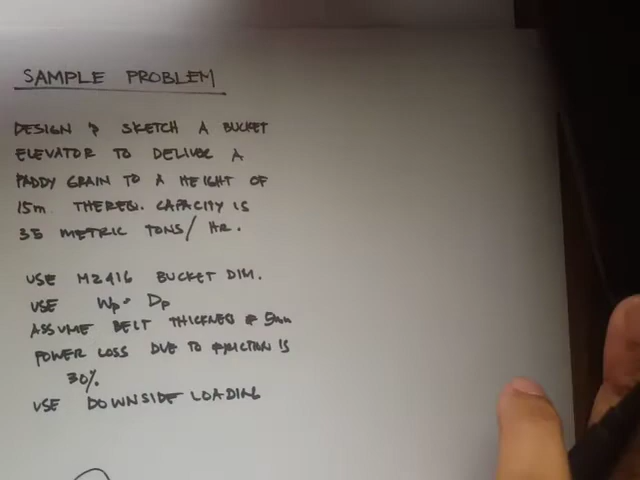 SAMPLE PROBLEM
DESIGN & SKETCH A BUCKET
ELEVATOR TO DELIVER A
PADDY GRAIN TO A HEIGHT OF
15m THE REQ. CAPACITY IS
35 METRIC TONS/HR.
USE M2416 BUCKET DIM.
USE Wp = Dp
ASSUME BELT THICKNESS 5mm
POWER LOSS DUE TO FRICTION IS
30%.
USE DOWNSIDE LOADING